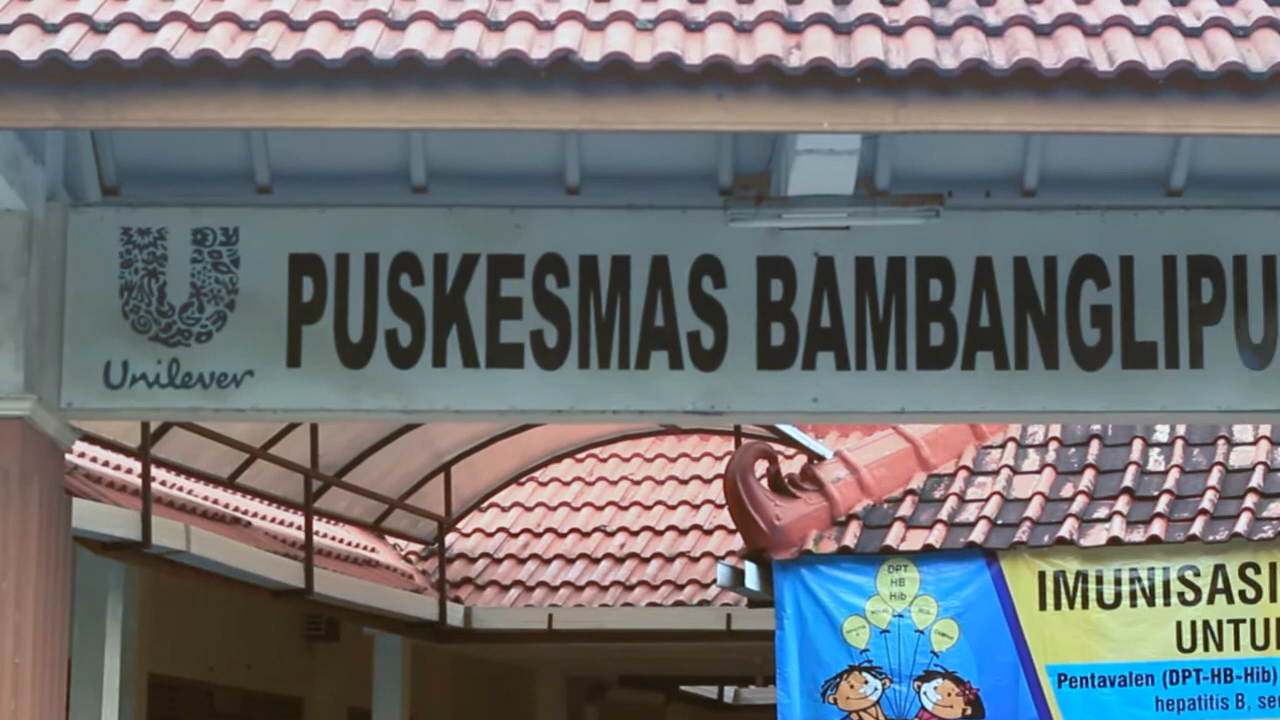 Unilever
PUSKESMAS BAMBANGLIPU
DPT
HB
Hib
IMUNISASI
UNTU
Pentavalen (DPT-HB-Hib)
hepatitis B, se